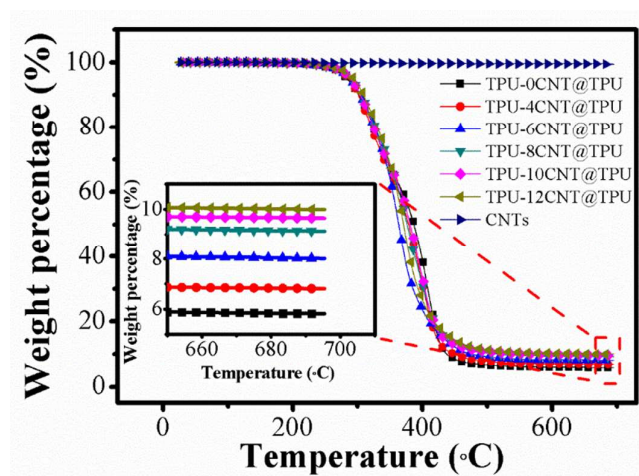 Weight percentage (%)
100
80
60
40
20
0
0
200
400
600
Temperature (◦C)
TPU-0CNT@TPU
TPU-4CNT@TPU
TPU-6CNT@TPU
TPU-8CNT@TPU
TPU-10CNT@TPU
TPU-12CNT@TPU
CNTs
Weight percentage (%)
10
8
6
660
680
700
Temperature (◦C)